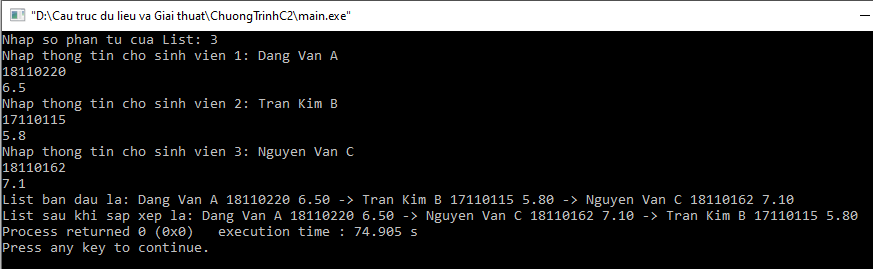 "D:\Cau truc du lieu va Giai thuat\ChuongTrinhC2\main.exe"
Nhap so phan tu cua List: 3
Nhap thong tin cho sinh vien 1: Dang Van A
18110220
6.5
Nhap thong tin cho sinh vien 2: Tran Kim B
17110115
5.8
Nhap thong tin cho sinh vien 3: Nguyen Van C
18110162
7.1
List ban dau la: Dang Van A 18110220 6.50 -> Tran Kim B 17110115 5.80 -> Nguyen Van C 18110162 7.10
List sau khi sap xep la: Dang Van A 18110220 6.50 -> Nguyen Van C 18110162 7.10 -> Tran Kim B 17110115 5.80
Process returned 0 (0x0)   execution time : 74.905 s
Press any key to continue.